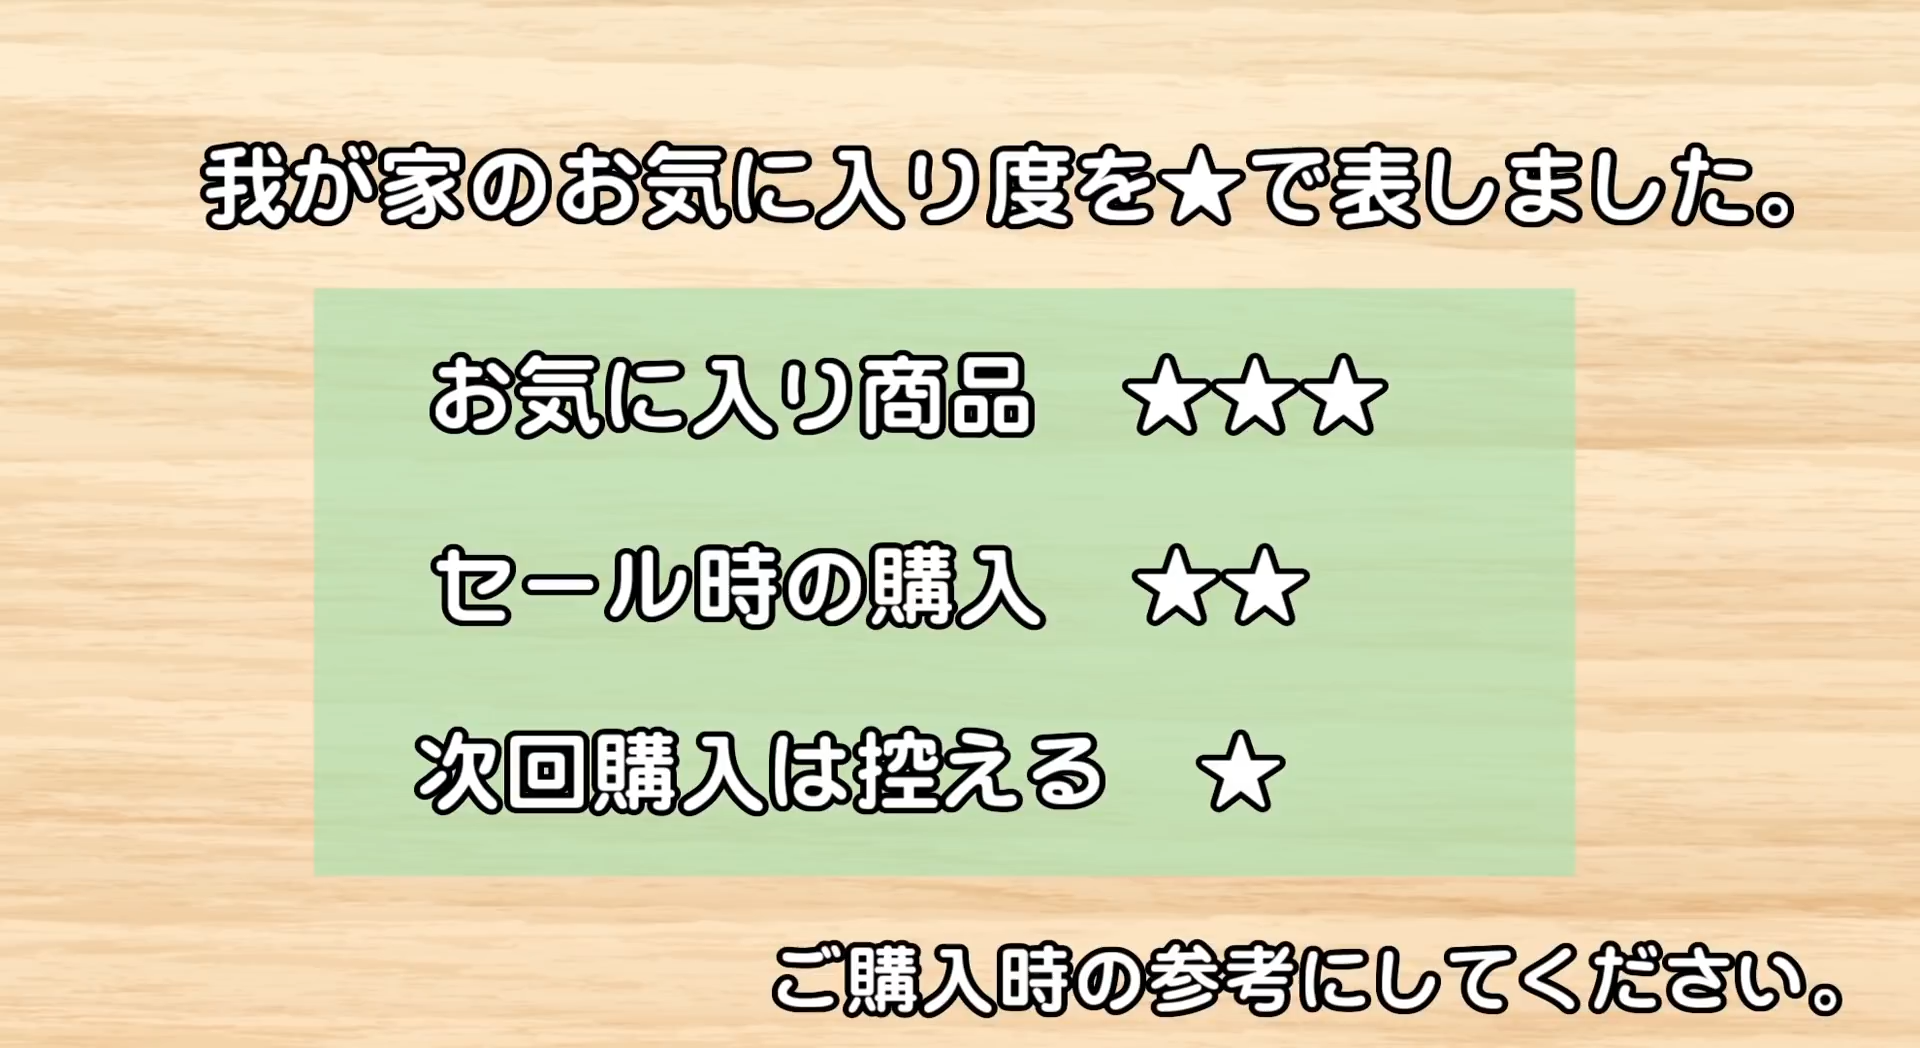 我が家のお気に入り度を★で表しました。
お気に入り商品　★★★
セール時の購入　★★
次回購入は控える　★
ご購入時の参考にしてください。